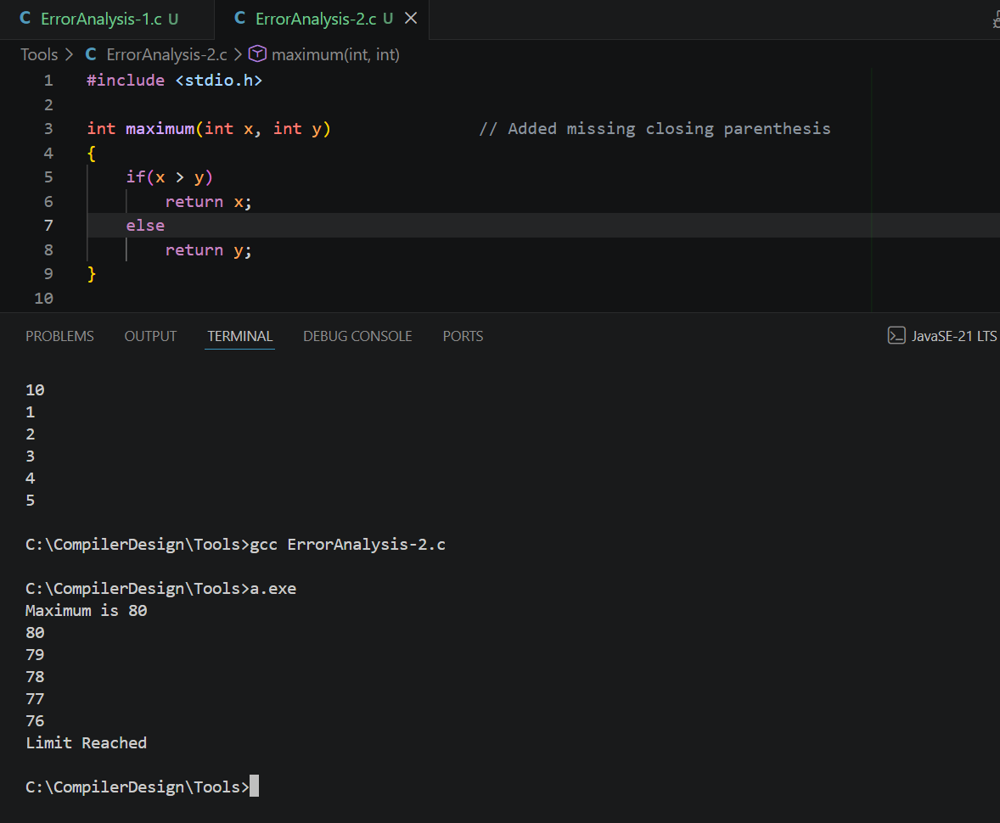 C ErrorAnalysis-1.c U C ErrorAnalysis-2.c U
Tools > C ErrorAnalysis-2.c > maximum(int, int)
1 #include <stdio.h>
2
3 int maximum(int x, int y) // Added missing closing parenthesis
4 {
5 if(x > y)
6 return x;
7 else
8 return y;
9 }
10
PROBLEMS OUTPUT TERMINAL DEBUG CONSOLE PORTS JavaSE-21 LTS
10
1
2
3
4
5
C:\CompilerDesign\Tools>gcc ErrorAnalysis-2.c
C:\CompilerDesign\Tools>a.exe
Maximum is 80
80
79
78
77
76
Limit Reached
C:\CompilerDesign\Tools>